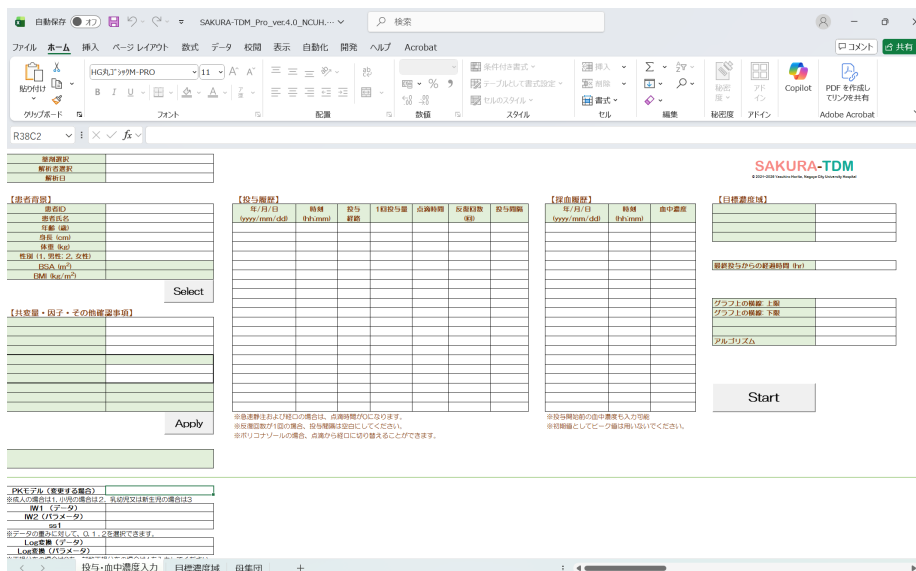 自動保存 オフ SAKURA-TDM_Pro_ver.4.0_NCUH.… 検索
ファイル ホーム 挿入 ページ レイアウト 数式 データ 校閲 表示 自動化 開発 ヘルプ Acrobat コメント 共有
貼り付け HG丸ゴシックM-PRO 11 A A 条件付き書式 挿入 Σ
B I U A % 9 テーブルとして書式設定 削除 秘密度 アドイン Copilot PDF を作成してリンクを共有
セルのスタイル 書式
クリップボード フォント 配置 数値 スタイル セル 編集 秘密度 アドイン Adobe Acrobat
R38C2 fx
薬剤選択
解析者選択
解析日
SAKURA-TDM
【患者背景】
患者ID
患者氏名
年齢 (歳)
身長 (cm)
体重 (kg)
性別 (1, 男性; 2, 女性)
BSA (m²)
BMI (kg/m²)
Select
【共変量・因子・その他確認事項】
Apply
【投与履歴】
年/月/日 時刻 投与 1回投与量 点滴時間 反復回数 投与間隔
(yyyy/mm/dd) (hh:mm) 経路 (回)
※急速静注および経口の場合は、点滴時間が0になります。
※反復回数が1回の場合、投与間隔は空白にしてください。
※ボリコナゾールの場合、点滴から経口に切り替えることができます。
【採血履歴】
年/月/日 時刻 血中濃度
(yyyy/mm/dd) (hh:mm)
※投与開始前の血中濃度も入力可能
※初期値としてピーク値は用いないでください。
【目標濃度域】
最終投与からの経過時間 (hr)
グラフ上の横線: 上限
グラフ上の横線: 下限
アルゴリズム
Start
PKモデル (変更する場合)
※成人の場合は1, 小児の場合は2、乳幼児又は新生児の場合は3
IW1 (データ)
IW2 (パラメータ)
ss1
※データの重みに対して、0, 1, 2を選択できます。
Log変換 (データ)
Log変換 (パラメータ)
投与・血中濃度入力 目標濃度域 母集団 +